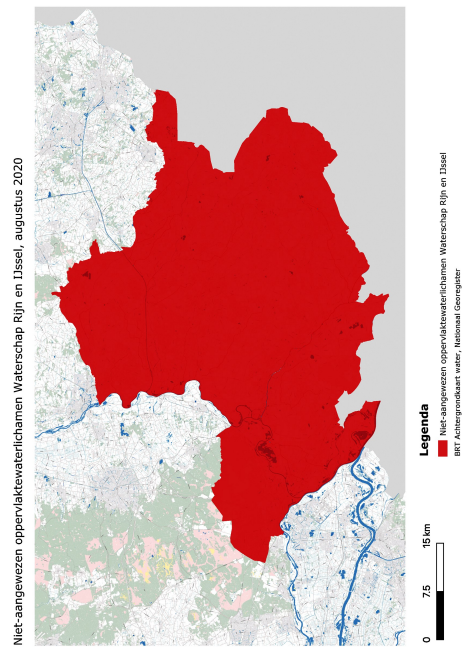 Niet-aangewezen oppervlaktewaterlichamen Waterschap Rijn en IJssel, augustus 2020
Legenda
Niet-aangewezen oppervlaktewaterlichamen Waterschap Rijn en IJssel
BRT Achtergrondkaart water, Nationaal Georegister
0 7.5 15 km